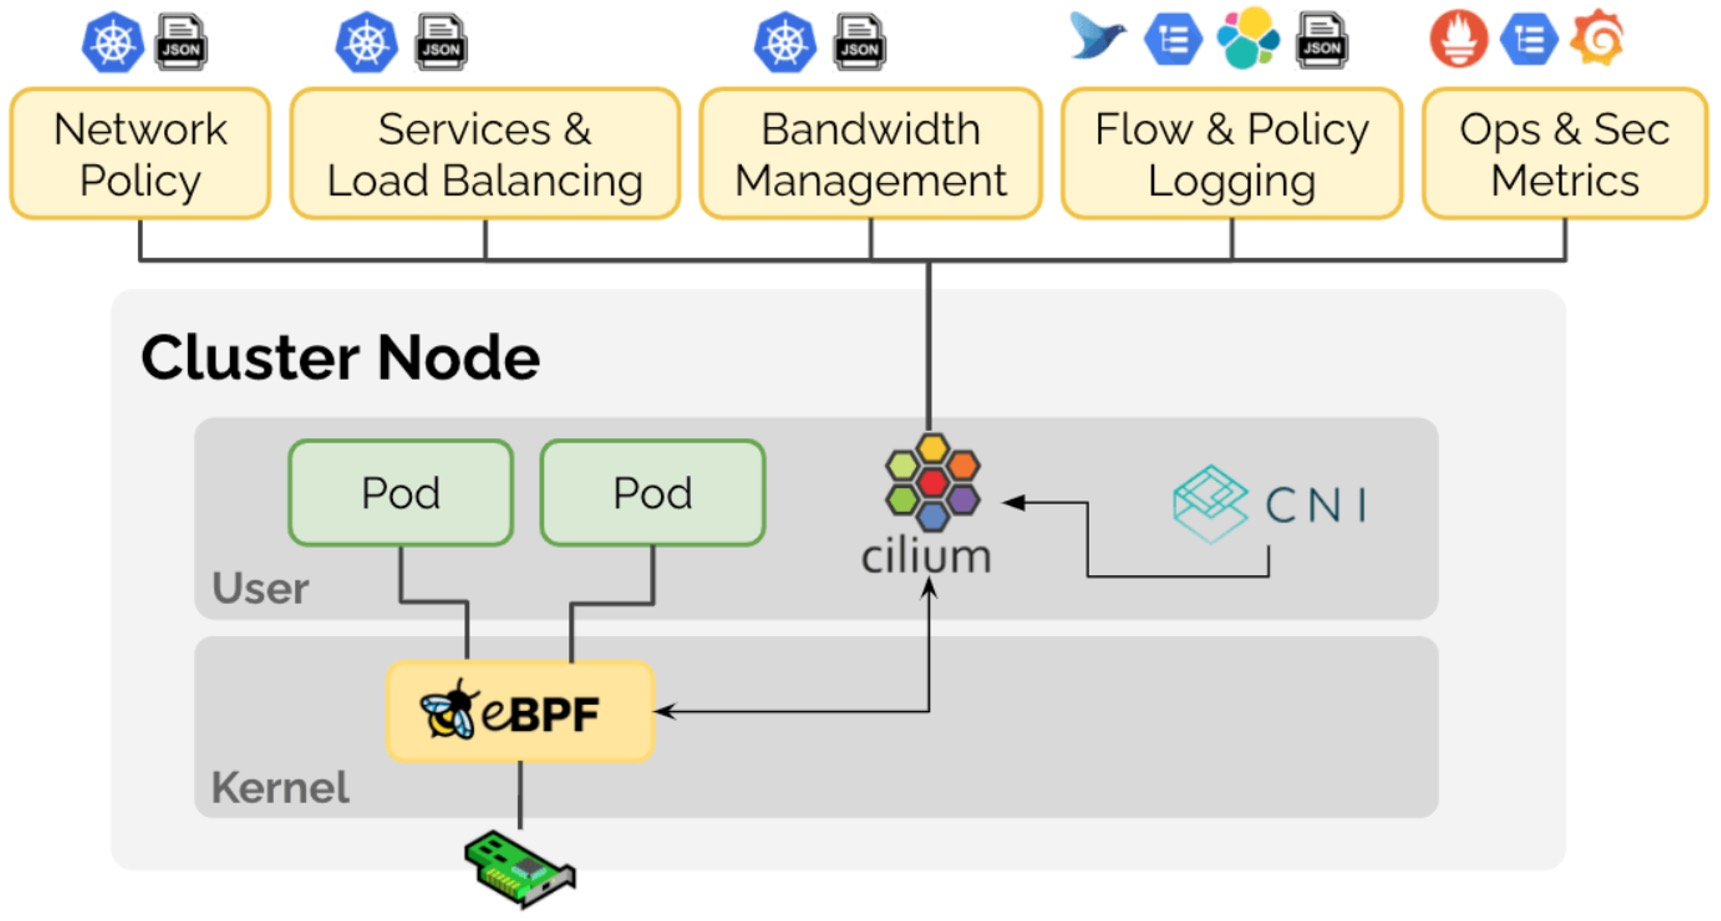 JSON
JSON
JSON
JSON
Network
Policy
Services &
Load Balancing
Bandwidth
Management
Flow & Policy
Logging
Ops & Sec
Metrics
Cluster Node
Pod
Pod
cilium
CNI
User
eBPF
Kernel